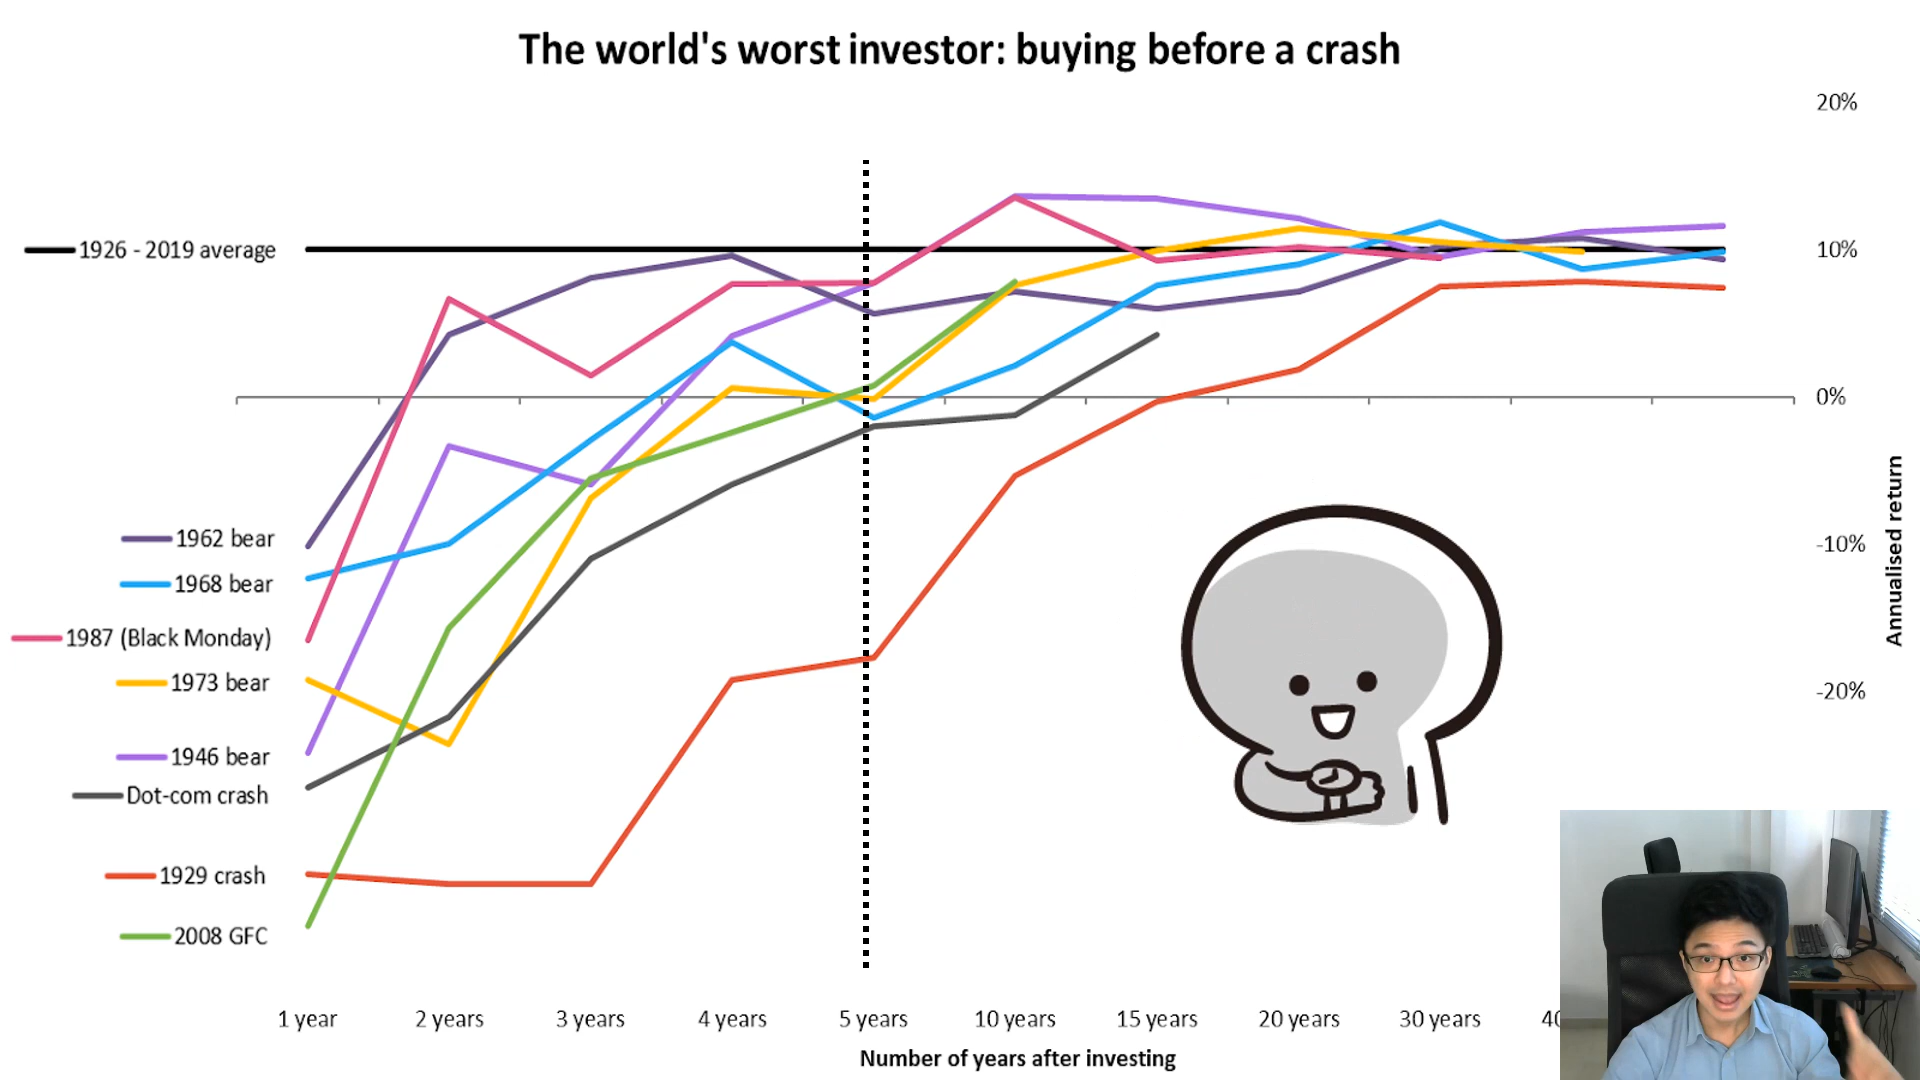 The world's worst investor: buying before a crash
20%
1926 - 2019 average
10%
0%
Annualised return
1962 bear
-10%
1968 bear
1987 (Black Monday)
1973 bear
-20%
1946 bear
Dot-com crash
1929 crash
2008 GFC
1 year
2 years
3 years
4 years
5 years
10 years
15 years
20 years
30 years
Number of years after investing